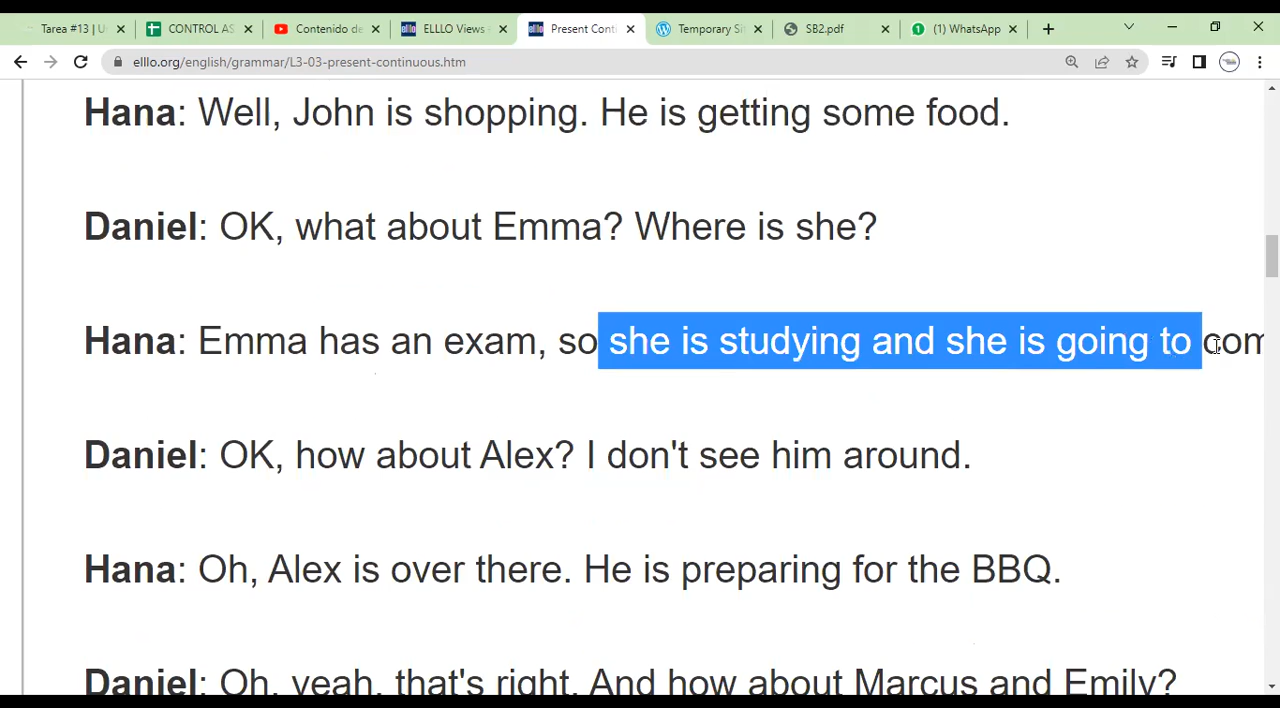 Tarea #13 | U
CONTROL AS
Contenido de
ELLLO Views
Present Conti
Temporary Si
SB2.pdf
(1) WhatsApp
elllo.org/english/grammar/L3-03-present-continuous.htm
Hana: Well, John is shopping. He is getting some food.
Daniel: OK, what about Emma? Where is she?
Hana: Emma has an exam, so she is studying and she is going to com
Daniel: OK, how about Alex? I don't see him around.
Hana: Oh, Alex is over there. He is preparing for the BBQ.
Daniel: Oh, yeah, that's right. And how about Marcus and Emily?